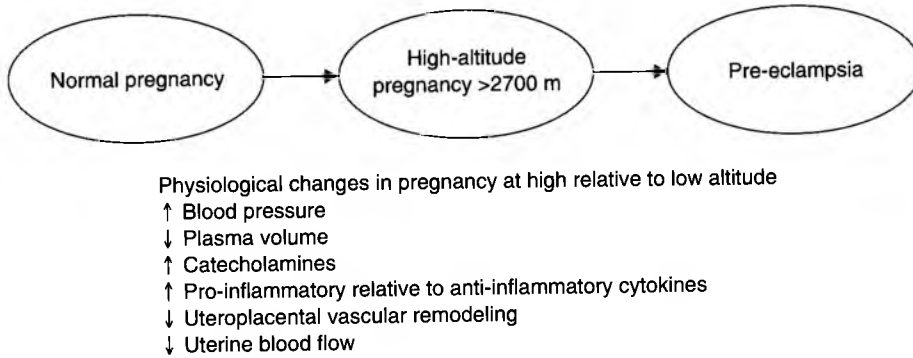 Normal pregnancy
High-altitude
pregnancy >2700 m
Pre-eclampsia
Physiological changes in pregnancy at high relative to low altitude
↑ Blood pressure
↓ Plasma volume
↑ Catecholamines
↑ Pro-inflammatory relative to anti-inflammatory cytokines
↓ Uteroplacental vascular remodeling
↓ Uterine blood flow